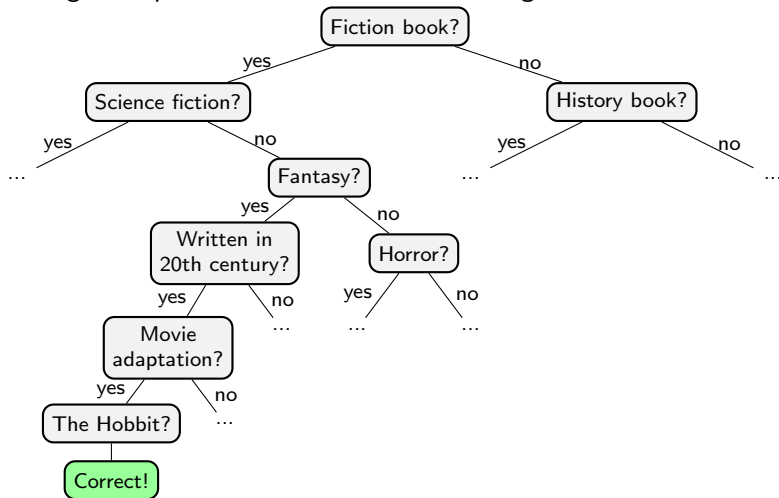 Fiction book?
yes
no
Science fiction?
History book?
yes
no
yes
no
...
Fantasy?
...
...
yes
no
Written in
20th century?
Horror?
yes
no
yes
no
...
...
...
Movie
adaptation?
yes
no
The Hobbit?
...
Correct!